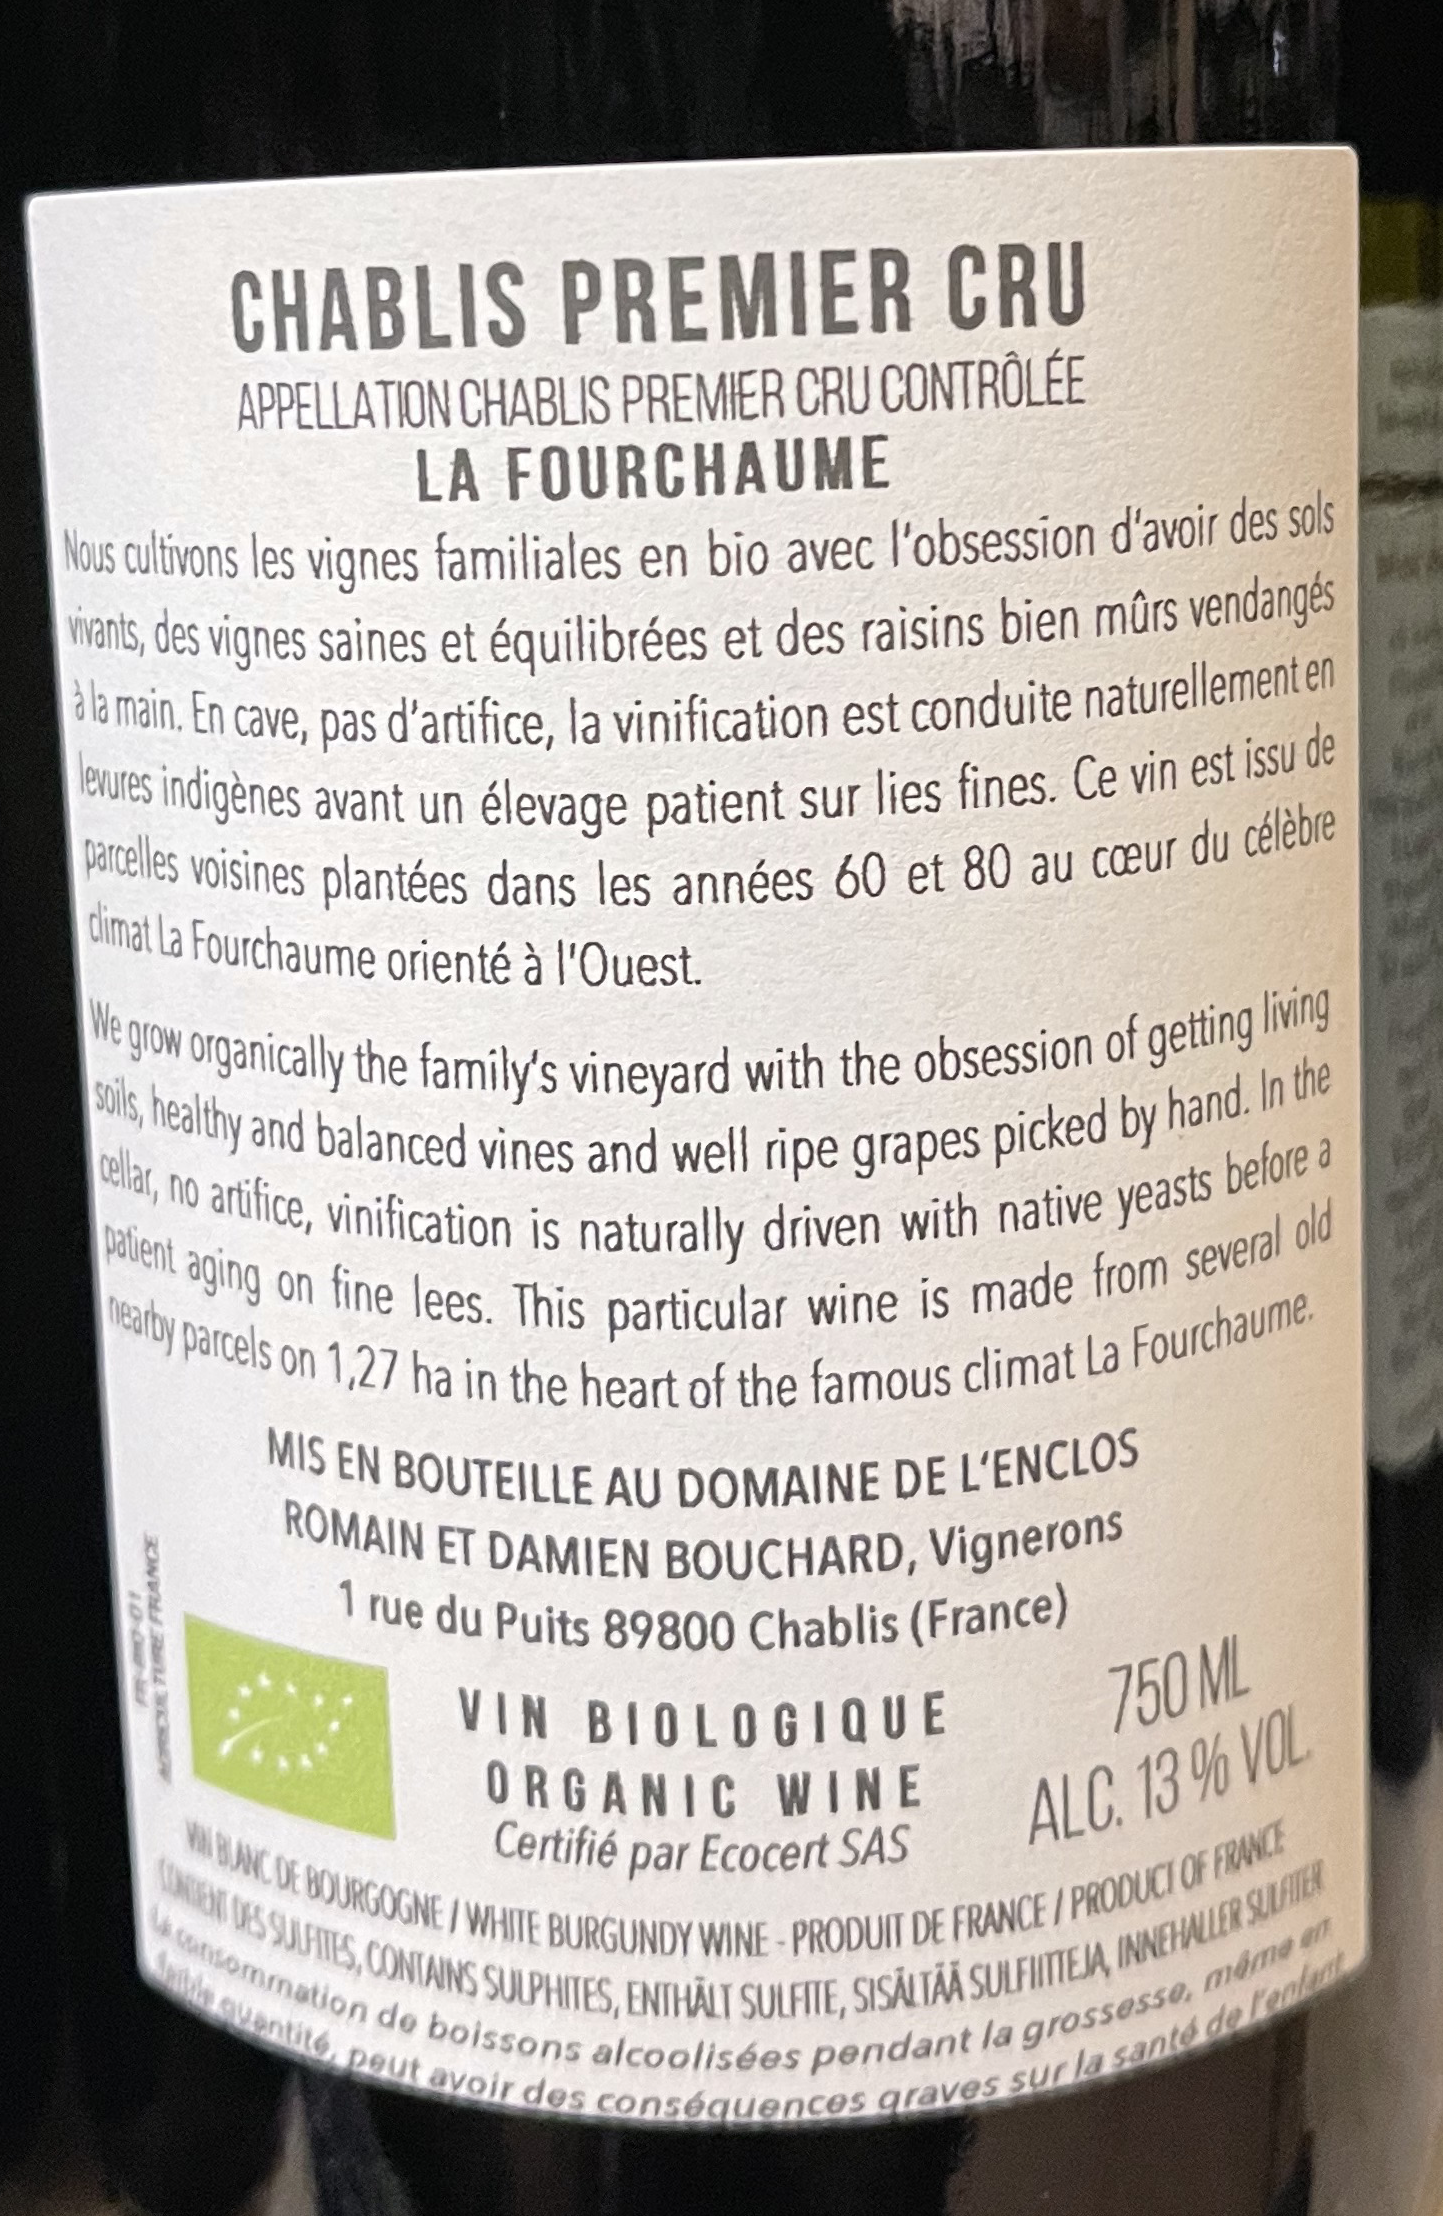 CHABLIS PREMIER CRU
APPELLATION CHABLIS PREMIER CRU CONTRÔLÉE
LA FOURCHAUME
Nous cultivons les vignes familiales en bio avec l'obsession d'avoir des sols
vivants, des vignes saines et équilibrées et des raisins bien mûrs vendangés
à la main. En cave, pas d'artifice, la vinification est conduite naturellement en
levures indigènes avant un élevage patient sur lies fines. Ce vin est issu de
parcelles voisines plantées dans les années 60 et 80 au cœur du célèbre
climat La Fourchaume orienté à l'Ouest.
We grow organically the family's vineyard with the obsession of getting living
soils, healthy and balanced vines and well ripe grapes picked by hand. In the
cellar, no artifice, vinification is naturally driven with native yeasts before a
patient aging on fine lees. This particular wine is made from several old
nearby parcels on 1,27 ha in the heart of the famous climat La Fourchaume.
MIS EN BOUTEILLE AU DOMAINE DE L'ENCLOS
ROMAIN ET DAMIEN BOUCHARD, Vignerons
1 rue du Puits 89800 Chablis (France)
FR-BIO-01
AGRICULTURE FRANCE
VIN BIOLOGIQUE
ORGANIC WINE
Certifié par Ecocert SAS
750 ML
ALC. 13 % VOL.
VIN BLANC DE BOURGOGNE / WHITE BURGUNDY WINE - PRODUIT DE FRANCE / PRODUCT OF FRANCE
CONTIENT DES SULFITES, CONTAINS SULPHITES, ENTHÄLT SULFITE, SISÄLTÄÄ SULFIITTEJA, INNEHALLER SULFITER
La consommation de boissons alcoolisées pendant la grossesse, même en
faible quantité, peut avoir des conséquences graves sur la santé de l'enfant